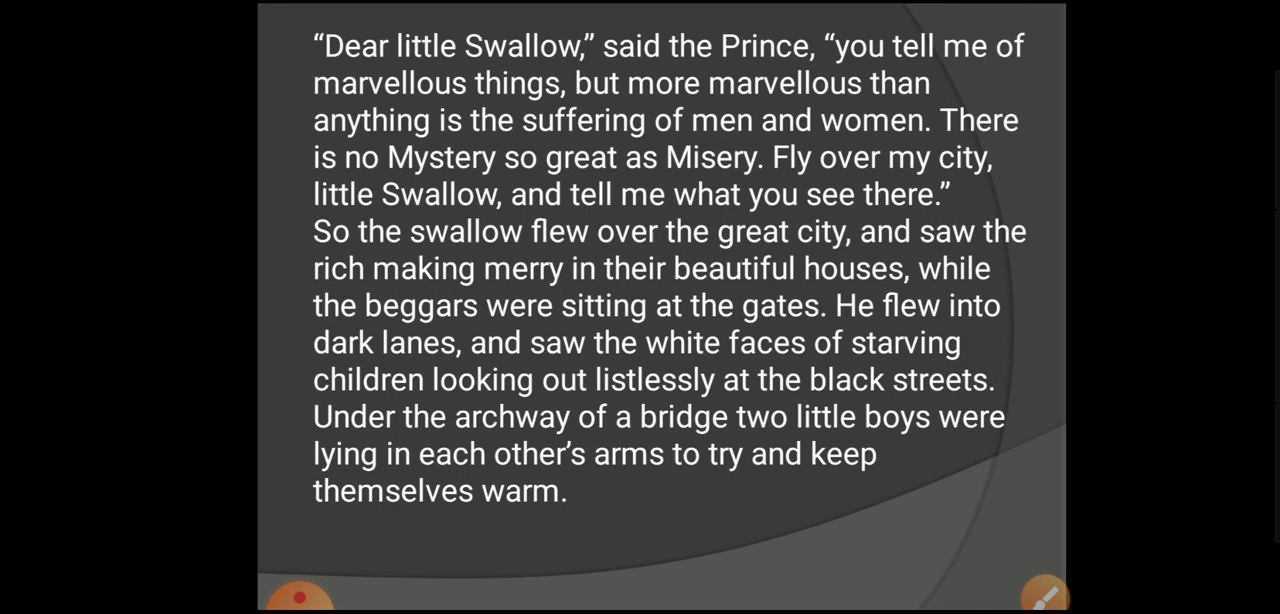 “Dear little Swallow,” said the Prince, “you tell me of
marvellous things, but more marvellous than
anything is the suffering of men and women. There
is no Mystery so great as Misery. Fly over my city,
little Swallow, and tell me what you see there.”
So the swallow flew over the great city, and saw the
rich making merry in their beautiful houses, while
the beggars were sitting at the gates. He flew into
dark lanes, and saw the white faces of starving
children looking out listlessly at the black streets.
Under the archway of a bridge two little boys were
lying in each other’s arms to try and keep
themselves warm.